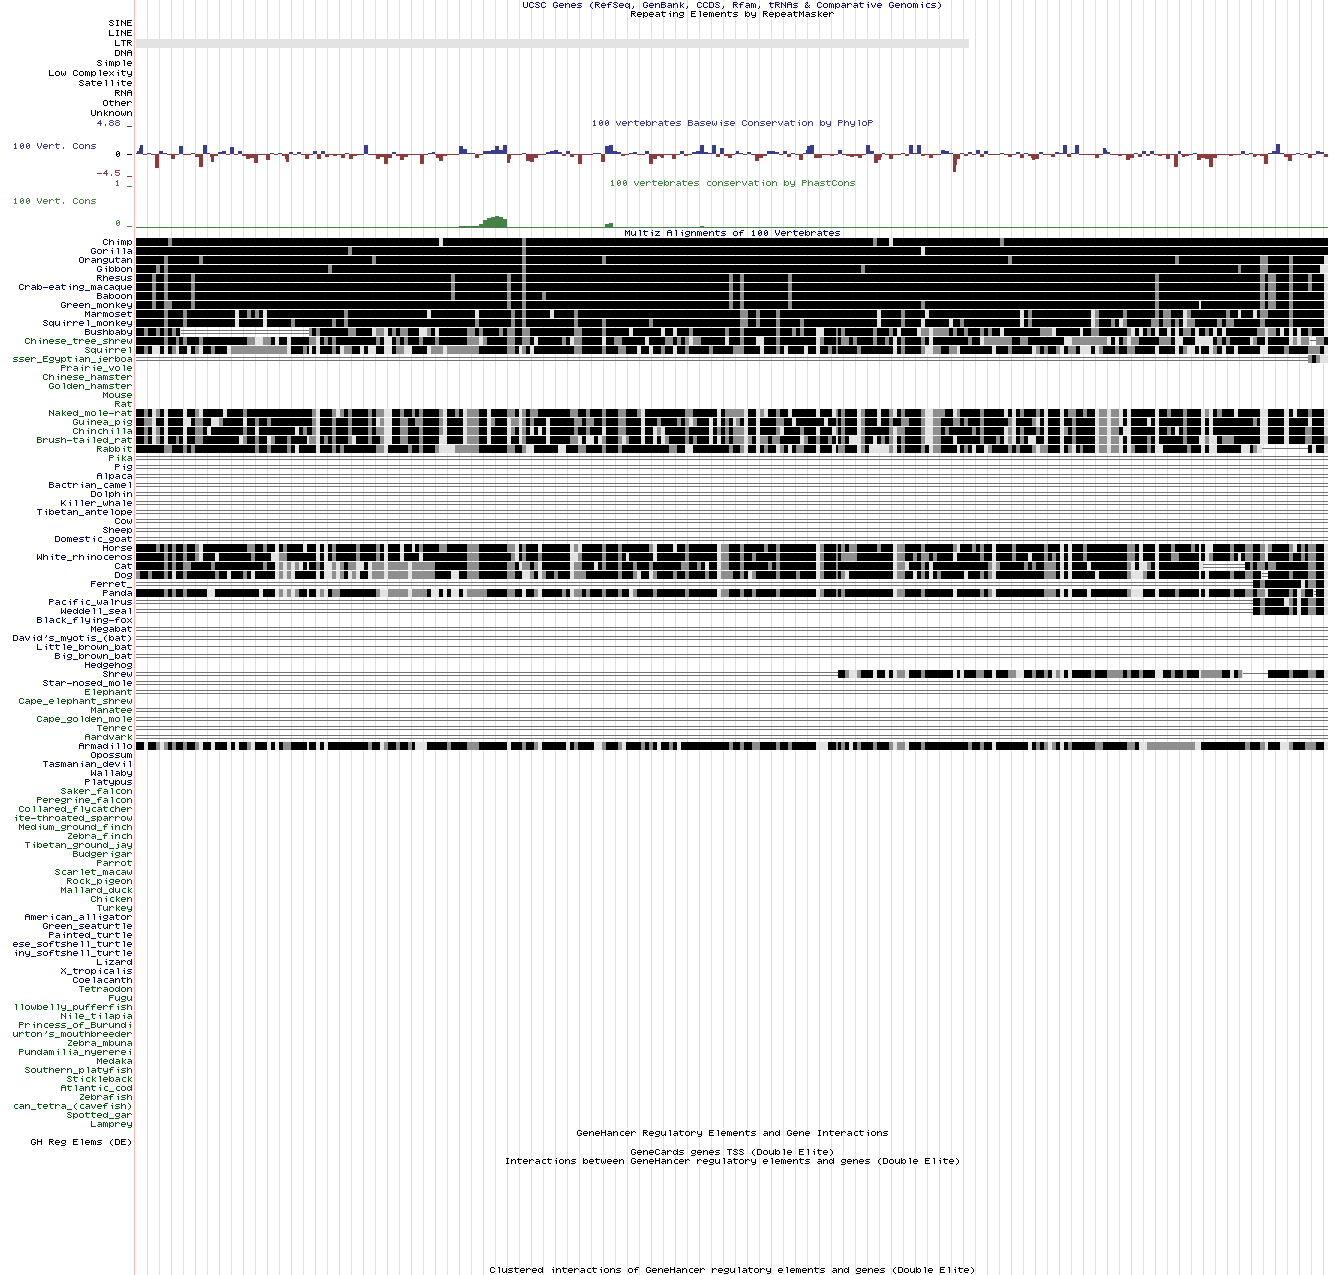 UCSC Genes (RefSeq, GenBank, CCDS, Rfam, tRNAs & Comparative Genomics)
Repeating Elements by RepeatMasker
SINE
LINE
LTR
DNA
Simple
Low Complexity
Satellite
RNA
Other
Unknown
4.88 _
100 vertebrates Basewise Conservation by PhyloP
100 Vert. Cons
0 _
-4.5 _
1 _
100 vertebrates conservation by PhastCons
100 Vert. Cons
0 _
Multiz Alignments of 100 Vertebrates
Chimp
Gorilla
Orangutan
Gibbon
Rhesus
Crab-eating_macaque
Baboon
Green_monkey
Marmoset
Squirrel_monkey
Bushbaby
Chinese_tree_shrew
Squirrel
sser_Egyptian_jerboa
Prairie_vole
Chinese_hamster
Golden_hamster
Mouse
Rat
Naked_mole-rat
Guinea_pig
Chinchilla
Brush-tailed_rat
Rabbit
Pika
Pig
Alpaca
Bactrian_camel
Dolphin
Killer_whale
Tibetan_antelope
Cow
Sheep
Domestic_goat
Horse
White_rhinoceros
Cat
Dog
Ferret_
Panda
Pacific_walrus
Weddell_seal
Black_flying-fox
Megabat
David's_myotis_(bat)
Little_brown_bat
Big_brown_bat
Hedgehog
Shrew
Star-nosed_mole
Elephant
Cape_elephant_shrew
Manatee
Cape_golden_mole
Tenrec
Aardvark
Armadillo
Opossum
Tasmanian_devil
Wallaby
Platypus
Saker_falcon
Peregrine_falcon
Collared_flycatcher
ite-throated_sparrow
Medium_ground_finch
Zebra_finch
Tibetan_ground_jay
Budgerigar
Parrot
Scarlet_macaw
Rock_pigeon
Mallard_duck
Chicken
Turkey
American_alligator
Green_seaturtle
Painted_turtle
ese_softshell_turtle
iny_softshell_turtle
Lizard
X_tropicalis
Coelacanth
Tetraodon
Fugu
llowbelly_pufferfish
Nile_tilapia
Princess_of_Burundi
urton's_mouthbreeder
Zebra_mbuna
Pundamilia_nyererei
Medaka
Southern_platyfish
Stickleback
Atlantic_cod
Zebrafish
can_tetra_(cavefish)
Spotted_gar
Lamprey
GeneHancer Regulatory Elements and Gene Interactions
GH Reg Elems (DE)
GeneCards genes TSS (Double Elite)
Interactions between GeneHancer regulatory elements and genes (Double Elite)
Clustered interactions of GeneHancer regulatory elements and genes (Double Elite)